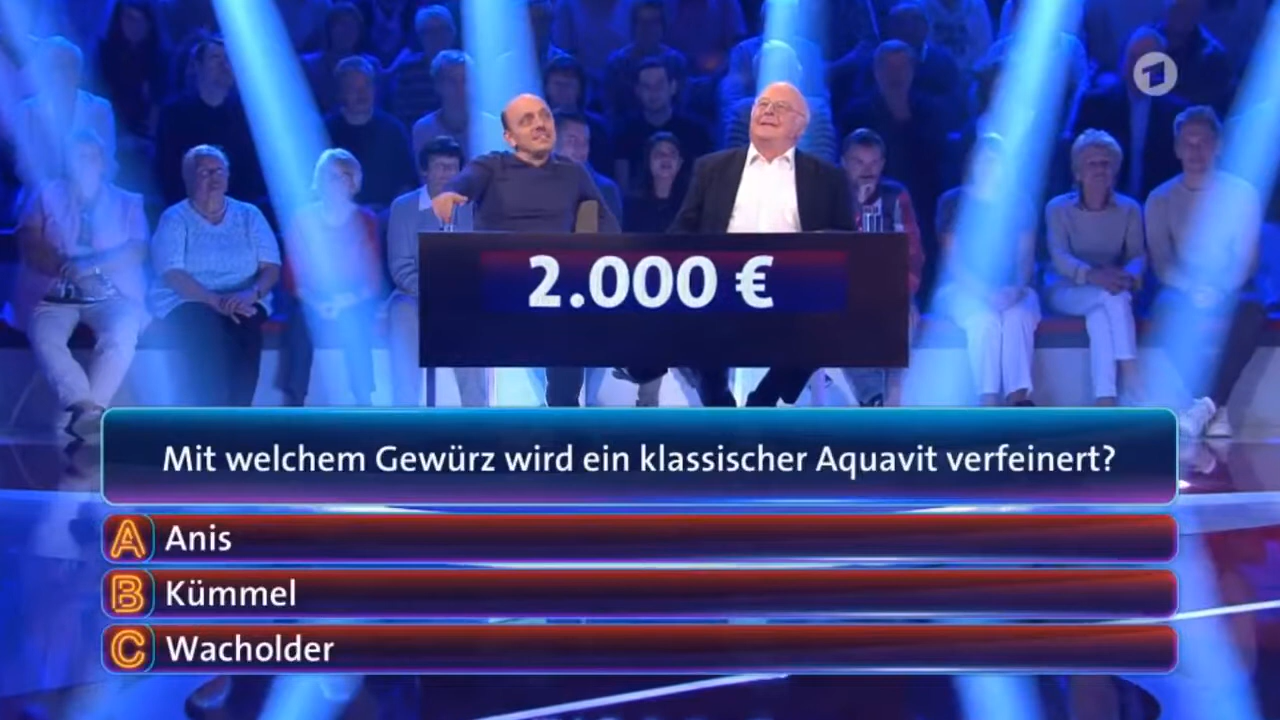 2.000 €
Mit welchem Gewürz wird ein klassischer Aquavit verfeinert?
A Anis
B Kümmel
C Wacholder